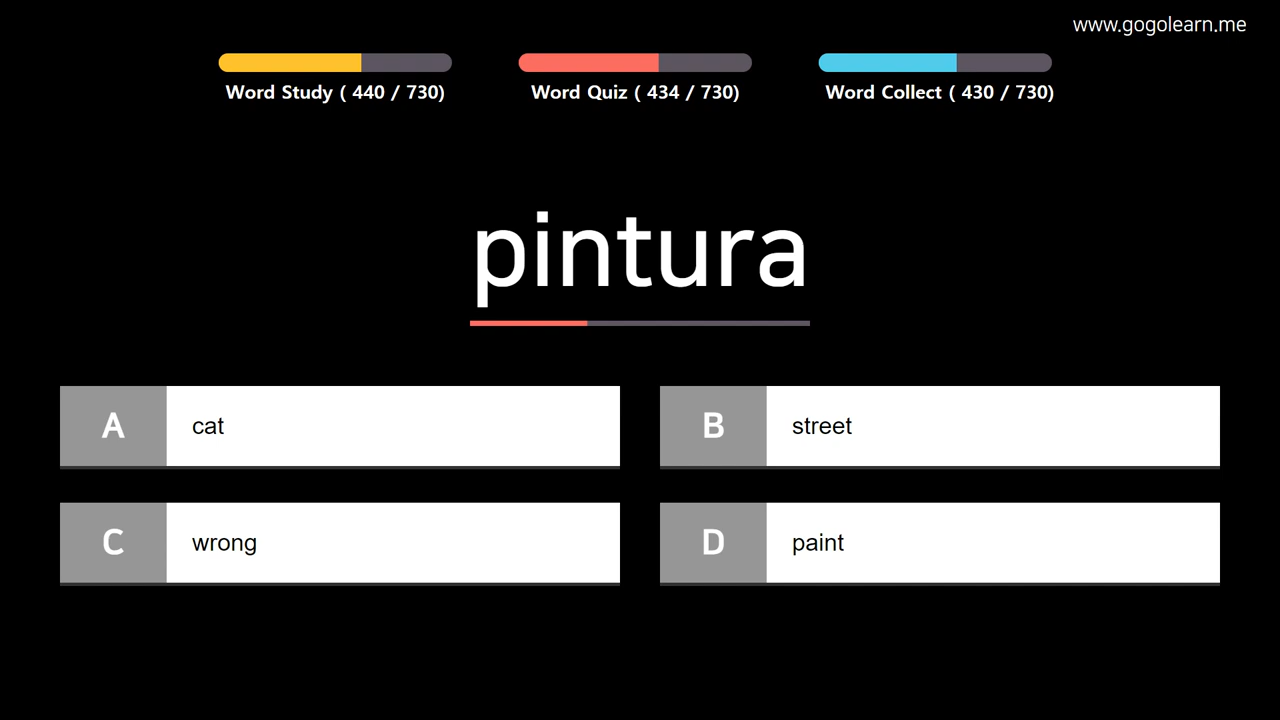 www.gogolearn.me
Word Study ( 440 / 730)
Word Quiz ( 434 / 730)
Word Collect ( 430 / 730)
pintura
A cat
B street
C wrong
D paint